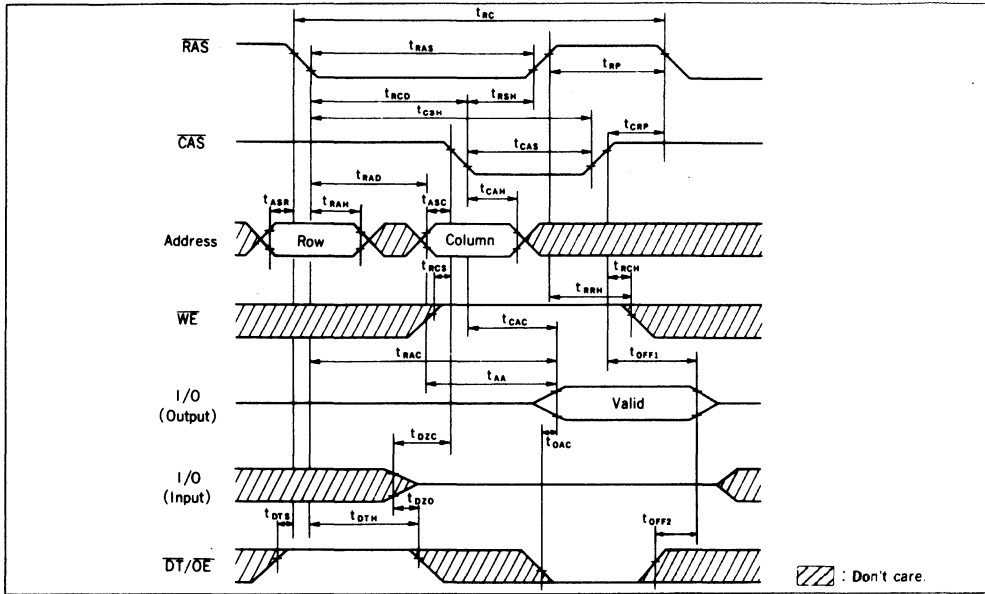 tRC
RAS
tRAS
tRP
tRCD
tRSH
tCSH
tCRP
CAS
tCAS
tRAD
tCAH
tASR
tRAH
tASC
Address
Row
Column
tRCS
tRCH
tRRH
WE
tCAC
tRAC
tOFF1
tAA
I/O
(Output)
Valid
tDZC
tOAC
I/O
(Input)
tDZO
tDTS
tDTH
tOFF2
DT/OE
: Don't care.